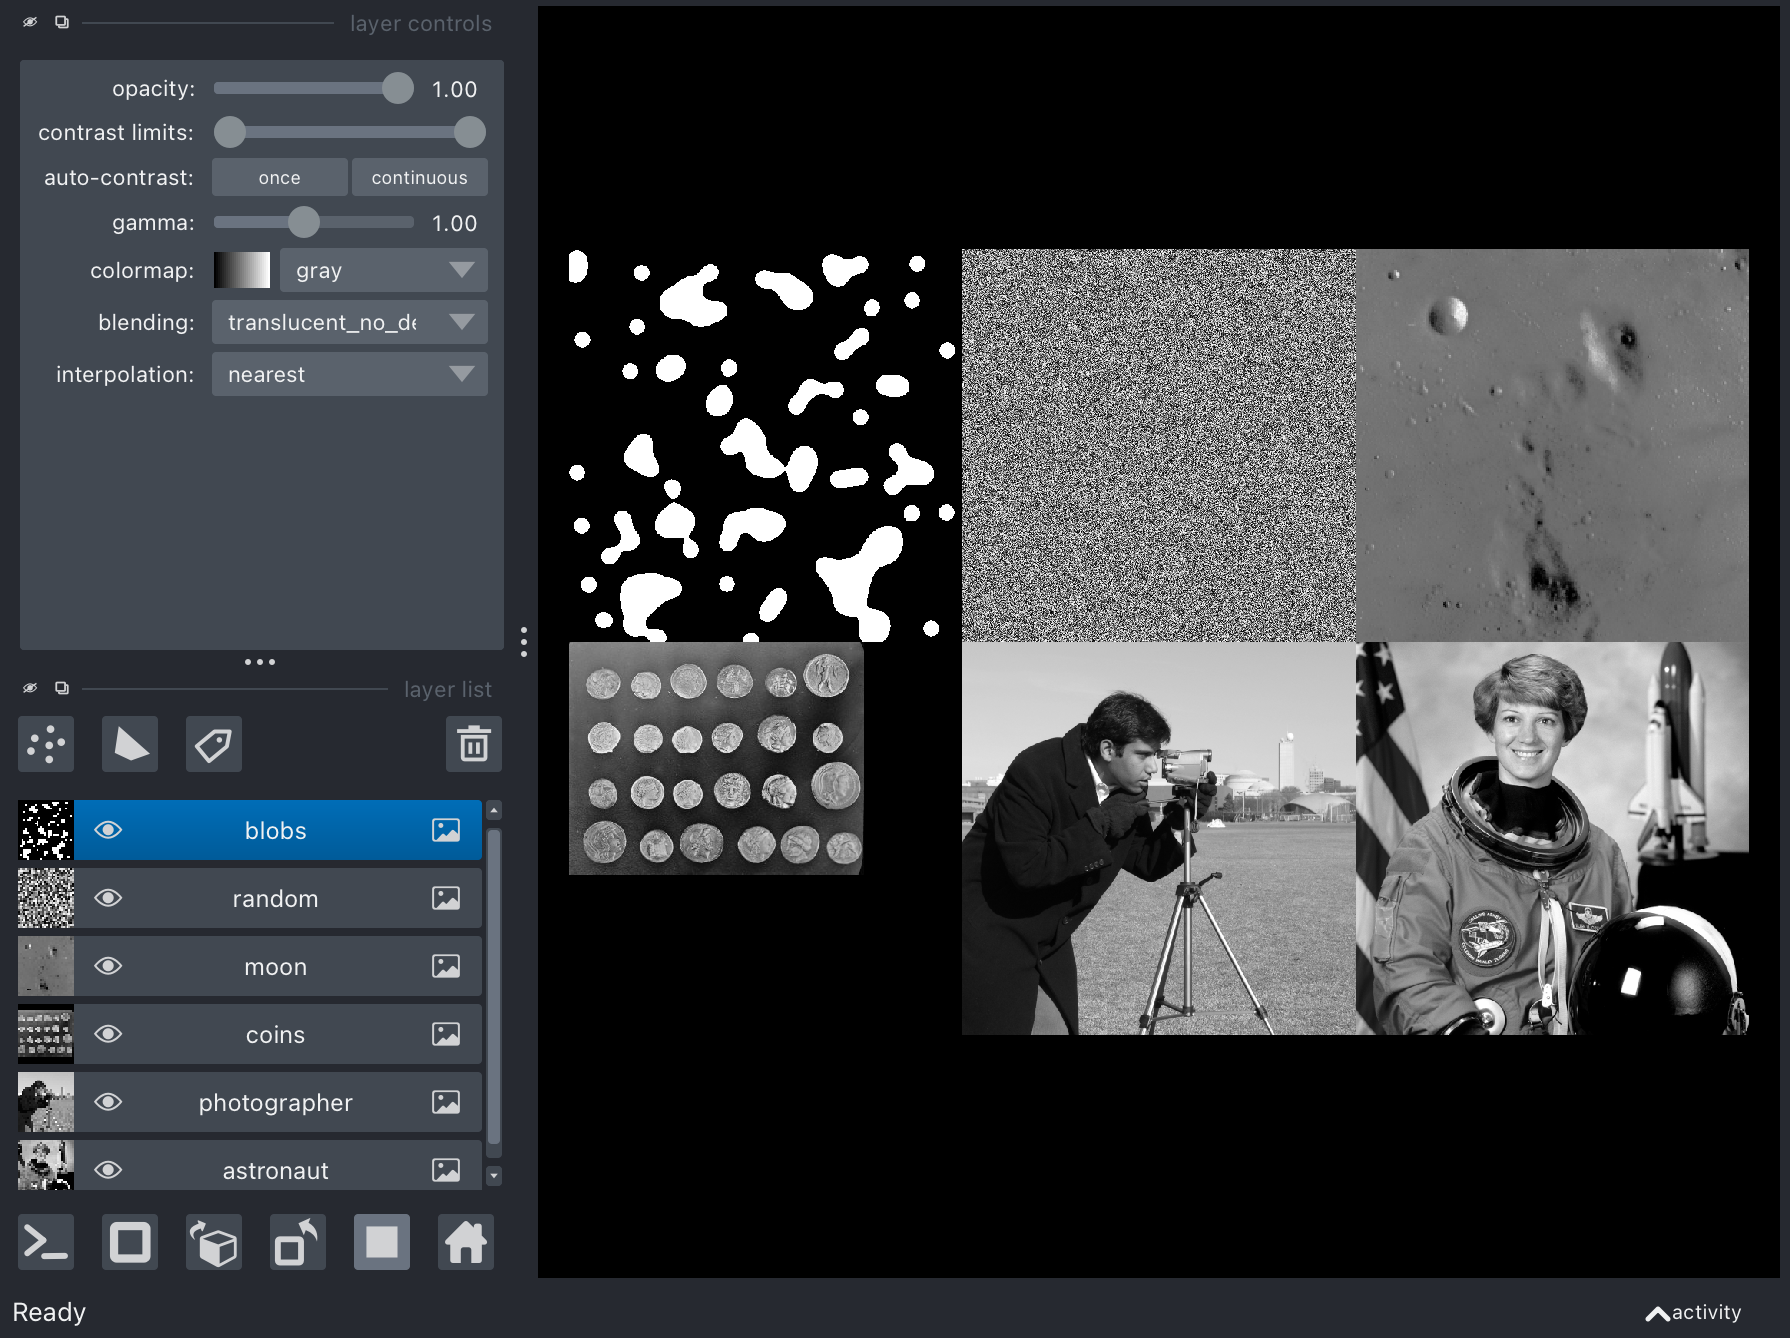 layer controls
opacity: 1.00
contrast limits:
auto-contrast: once continuous
gamma: 1.00
colormap: gray
blending: translucent_no_de
interpolation: nearest
layer list
blobs
random
moon
coins
photographer
astronaut
Ready
activity